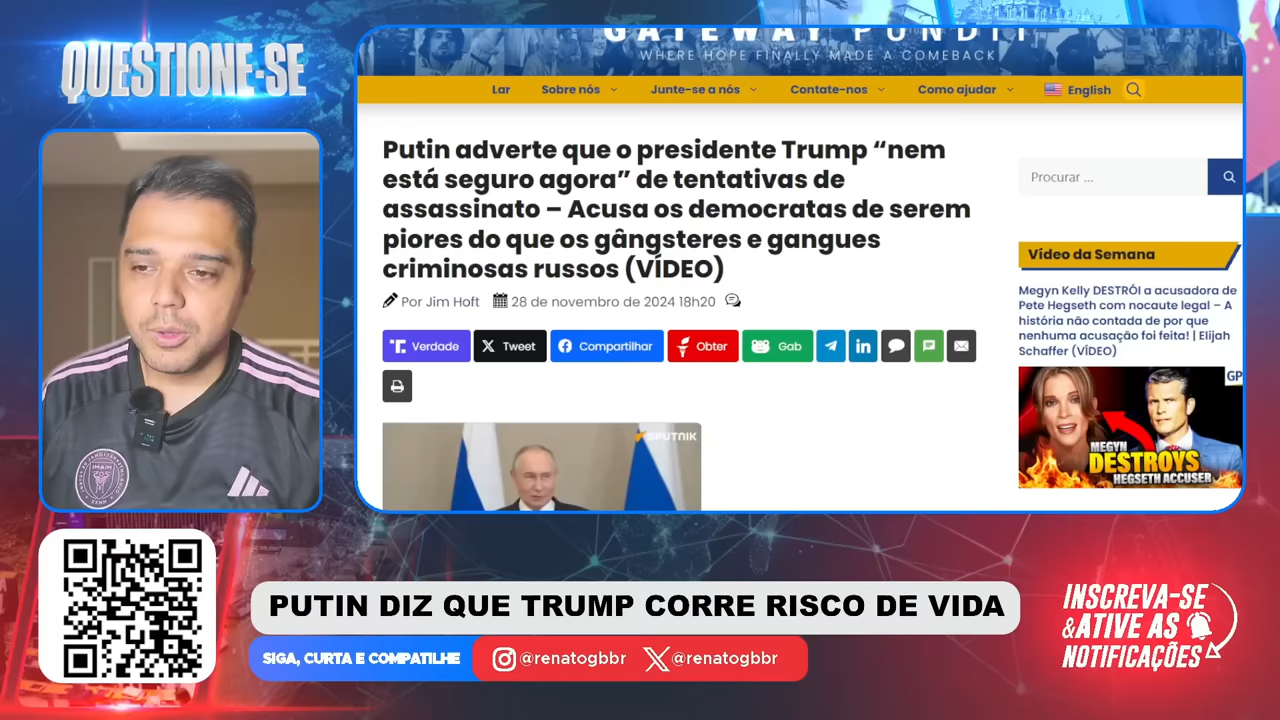 QUESTIONE-SE
GATEWAY PUNDIT
WHERE HOPE FINALLY MADE A COMEBACK
Lar
Sobre nós
Junte-se a nós
Contate-nos
Como ajudar
English
Putin adverte que o presidente Trump “nem
está seguro agora” de tentativas de
assassinato – Acusa os democratas de serem
piores do que os gângsteres e gangues
criminosas russos (VÍDEO)
Por Jim Hoft 28 de novembro de 2024 18h20
Verdade
Tweet
Compartilhar
Obter
Gab
Procurar ...
Vídeo da Semana
Megyn Kelly DESTRÓI a acusadora de
Pete Hegseth com nocaute legal – A
história não contada de por que
nenhuma acusação foi feita! | Elijah
Schaffer (VÍDEO)
GP
MEGYN
DESTROYS
HEGSETH ACCUSER
SPUTNIK
MIAMI
PUTIN DIZ QUE TRUMP CORRE RISCO DE VIDA
SIGA, CURTA E COMPATILHE
@renatogbbr
@renatogbbr
INSCREVA-SE
&ATIVE AS
NOTIFICAÇÕES